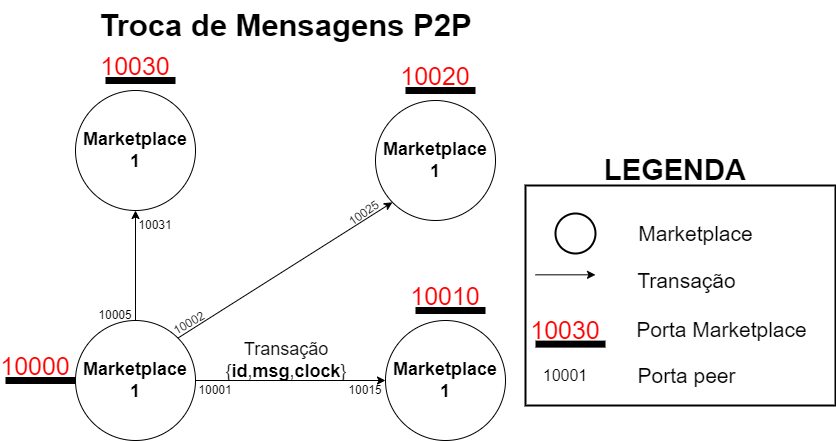 Troca de Mensagens P2P
10030
10020
Marketplace
1
Marketplace
1
10031
10025
10005
10002
10000
Marketplace
1
Transação
{id,msg,clock}
10001
10015
10010
Marketplace
1
LEGENDA
Marketplace
Transação
10030 Porta Marketplace
10001 Porta peer